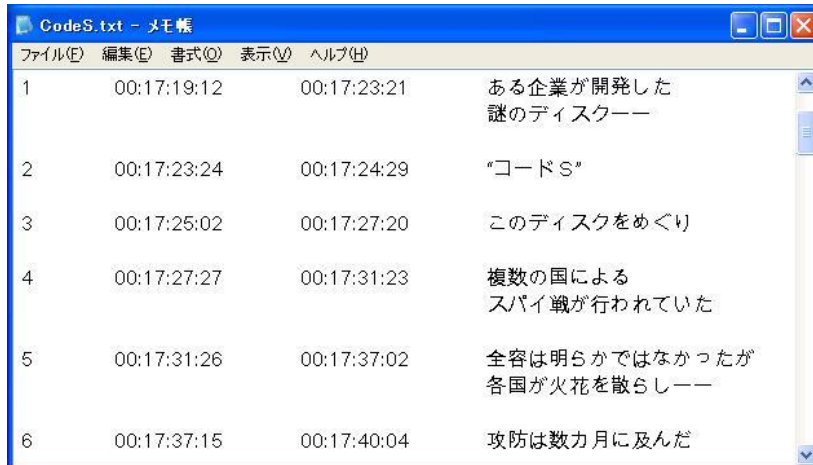 CodeS.txt - メモ帳
ファイル(F) 編集(E) 書式(O) 表示(V) ヘルプ(H)
1 00:17:19:12 00:17:23:21 ある企業が開発した
謎のディスクーー
2 00:17:23:24 00:17:24:29 “コードS”
3 00:17:25:02 00:17:27:20 このディスクをめぐり
4 00:17:27:27 00:17:31:23 複数の国による
スパイ戦が行われていた
5 00:17:31:26 00:17:37:02 全容は明らかではなかったが
各国が火花を散らしーー
6 00:17:37:15 00:17:40:04 攻防は数カ月に及んだ